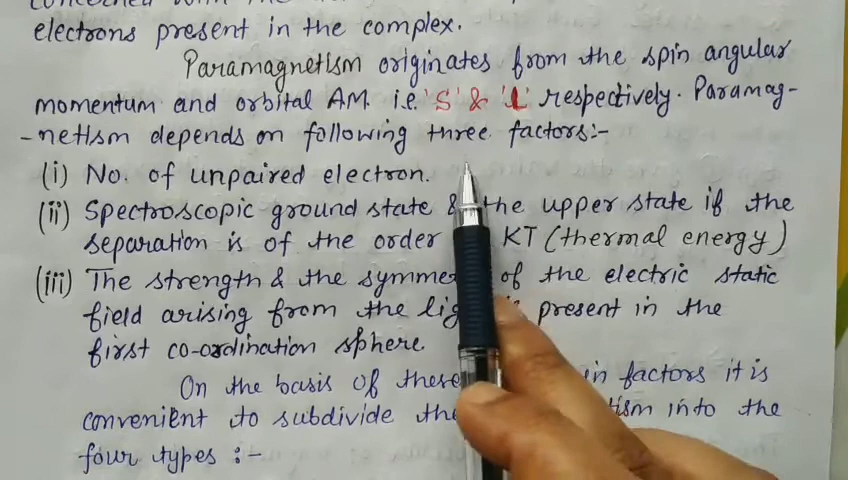 electrons present in the complex.
Paramagnetism originates from the spin angular
momentum and orbital AM i.e. 'S' & 'L' respectively. Paramag-
-netism depends on following three factors:-
(i) No. of unpaired electron.
(ii) Spectroscopic ground state & the upper state if the
separation is of the order KT (thermal energy)
(iii) The strength & the of the electric static
field arising from the present in the
first co-ordination sphere.
On the basis of these in factors it is
convenient to subdivide the into the
four types :-